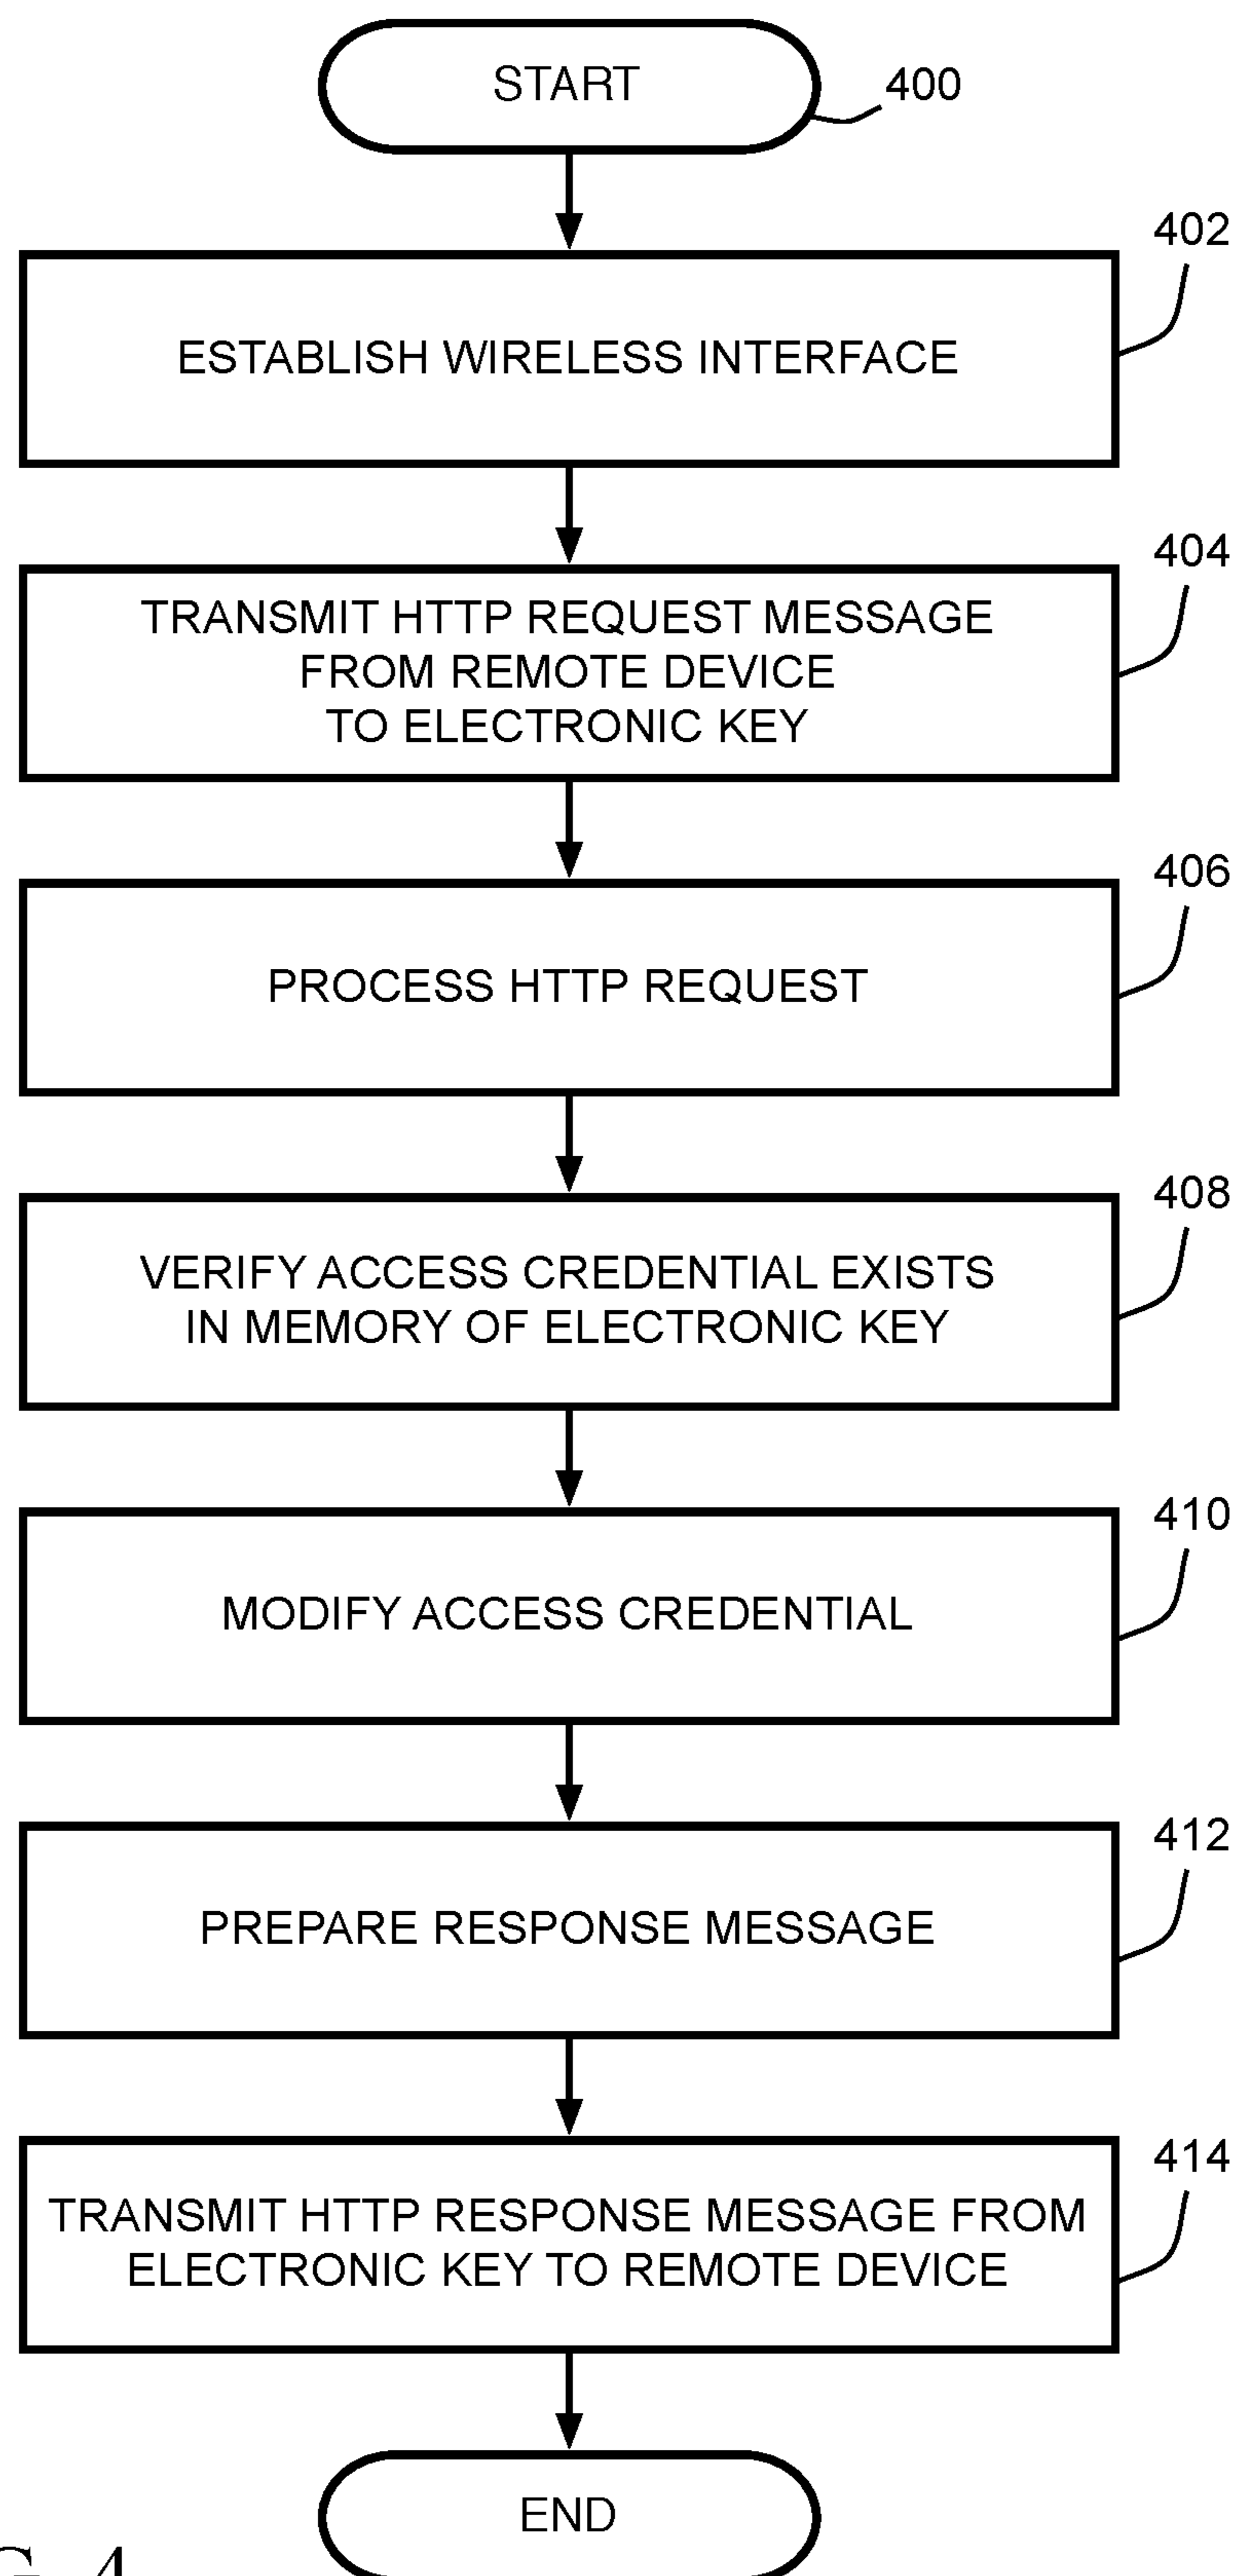 START
400
402
ESTABLISH WIRELESS INTERFACE
404
TRANSMIT HTTP REQUEST MESSAGE
FROM REMOTE DEVICE
TO ELECTRONIC KEY
406
PROCESS HTTP REQUEST
408
VERIFY ACCESS CREDENTIAL EXISTS
IN MEMORY OF ELECTRONIC KEY
410
MODIFY ACCESS CREDENTIAL
412
PREPARE RESPONSE MESSAGE
414
TRANSMIT HTTP RESPONSE MESSAGE FROM
ELECTRONIC KEY TO REMOTE DEVICE
END